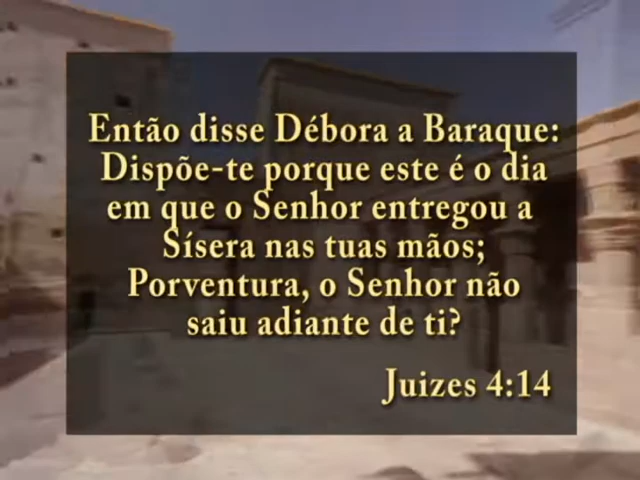 Então disse Débora a Baraque:
Dispõe-te porque este é o dia
em que o Senhor entregou a
Sísera nas tuas mãos;
Porventura, o Senhor não
saiu adiante de ti?
Juizes 4:14